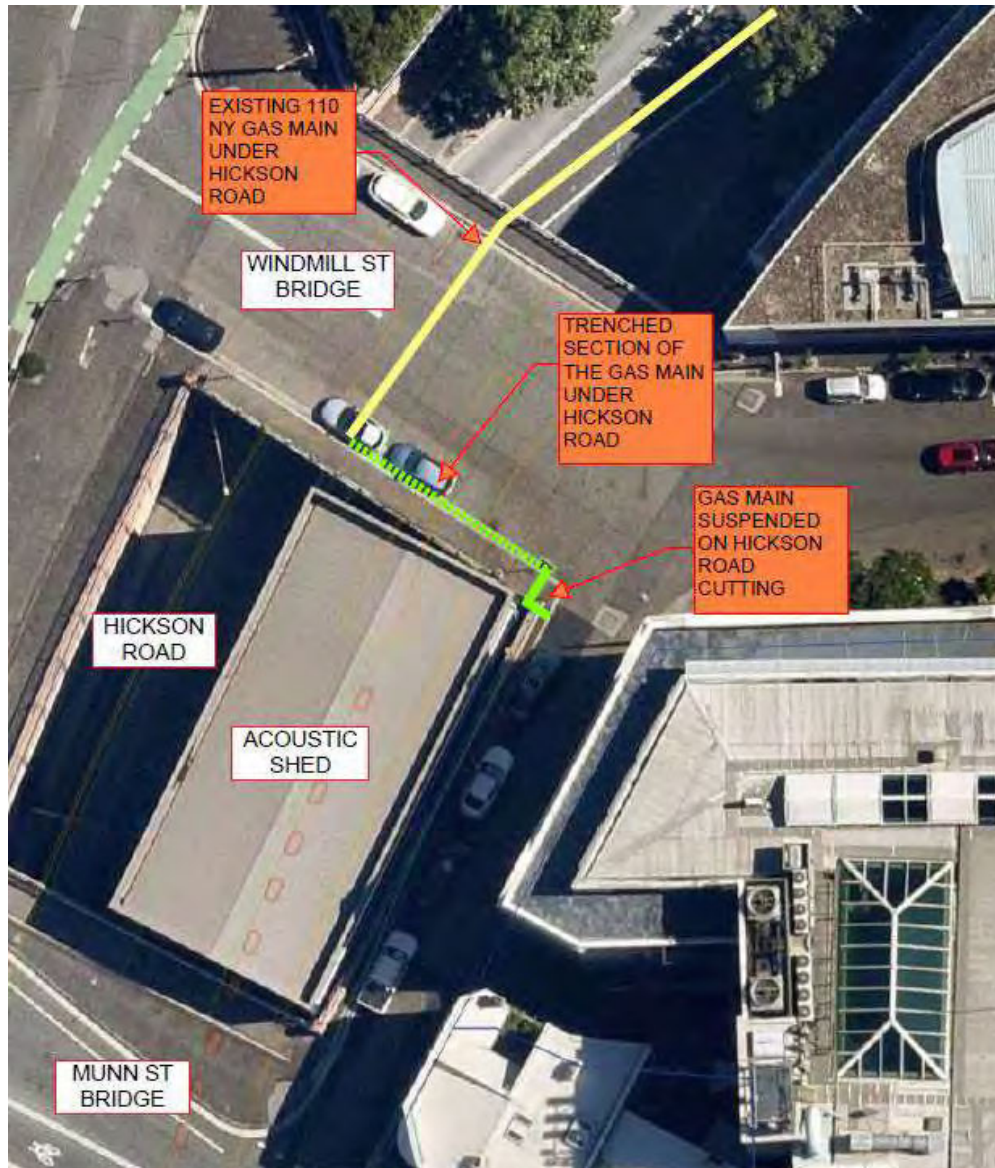 EXISTING 110
NY GAS MAIN
UNDER
HICKSON
ROAD
WINDMILL ST
BRIDGE
TRENCHED
SECTION OF
THE GAS MAIN
UNDER
HICKSON
ROAD
GAS MAIN
SUSPENDED
ON HICKSON
ROAD
CUTTING
HICKSON
ROAD
ACOUSTIC
SHED
MUNN ST
BRIDGE